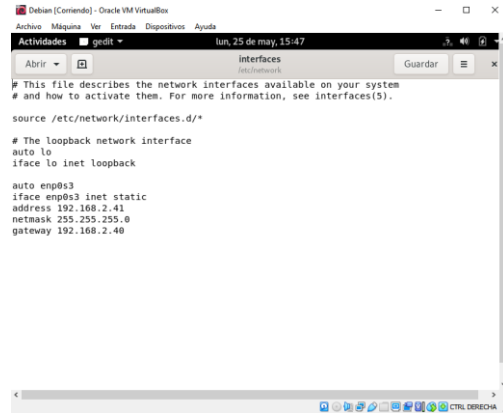 Debian [Corriendo] - Oracle VM VirtualBox
Archivo Máquina Ver Entrada Dispositivos Ayuda
Actividades gedit lun, 25 de may, 15:47
Abrir interfaces Guardar
/etc/network
# This file describes the network interfaces available on your system
# and how to activate them. For more information, see interfaces(5).
source /etc/network/interfaces.d/*
# The loopback network interface
auto lo
iface lo inet loopback
auto enp0s3
iface enp0s3 inet static
address 192.168.2.41
netmask 255.255.255.0
gateway 192.168.2.40
CTRL DERECHA